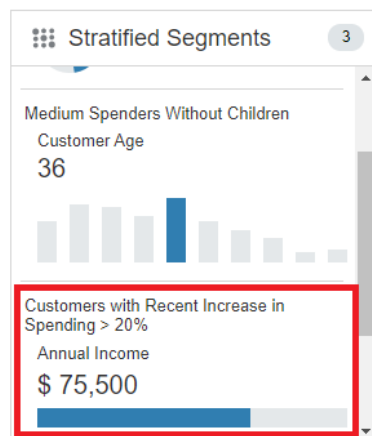 Stratified Segments
3
Medium Spenders Without Children
Customer Age
36
Customers with Recent Increase in
Spending > 20%
Annual Income
$ 75,500